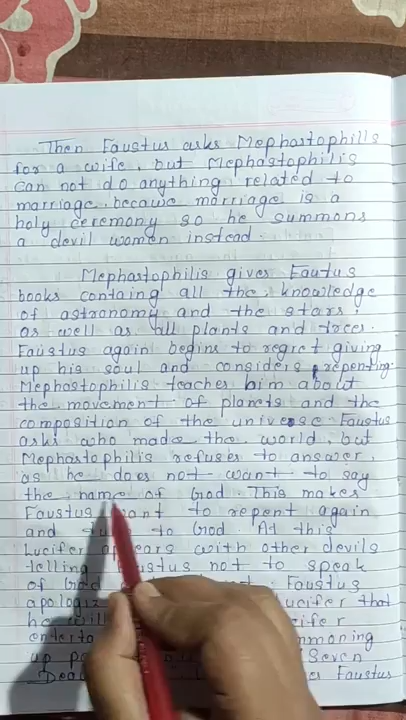 Then Faustus asks Mephastophills
for a wife, but Mephastophilis
can not do anything related to
marriage because marriage is a
holy ceremony so he summons
a devil women instead.
Mephastophilis gives Fautus
books containg all the knowledge
of astronomy and the stars,
as well as all plants and trees.
Faustus again begins to regret giving
up his soul and considers repenting.
Mephastophilis teaches him about
the movement of planets and the
composition of the universe Faustus
asks who made the world, but
Mephastophilis refuses to answer,
as he does not want to say
the name of God. This makes
Faustus want to repent again
and to God. At this
Lucifer appears with other devils
telling Faustus not to speak
of God Faustus
Lucifer that
he will
up Seven
Faustus